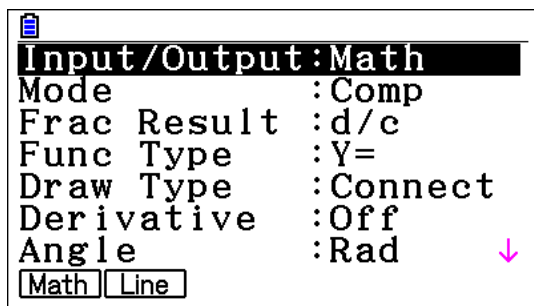 Input/Output:Math
Mode :Comp
Frac Result :d/c
Func Type :Y=
Draw Type :Connect
Derivative :Off
Angle :Rad ↓
Math Line